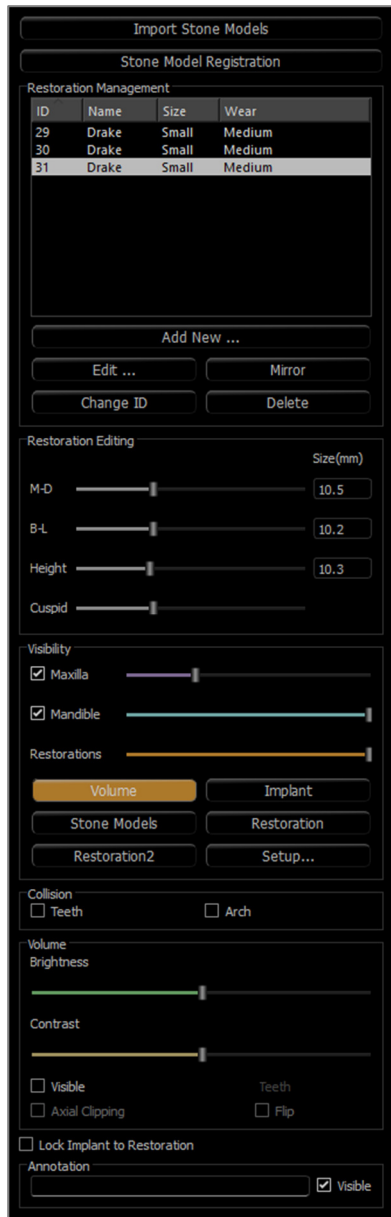 Import Stone Models
Stone Model Registration
Restoration Management
ID Name Size Wear
29 Drake Small Medium
30 Drake Small Medium
31 Drake Small Medium
Add New ...
Edit ... Mirror
Change ID Delete
Restoration Editing
Size(mm)
M-D 10.5
B-L 10.2
Height 10.3
Cuspid
Visibility
Maxilla
Mandible
Restorations
Volume Implant
Stone Models Restoration
Restoration2 Setup...
Collision
Teeth Arch
Volume
Brightness
Contrast
Visible Teeth
Axial Clipping Flip
Lock Implant to Restoration
Annotation
Visible